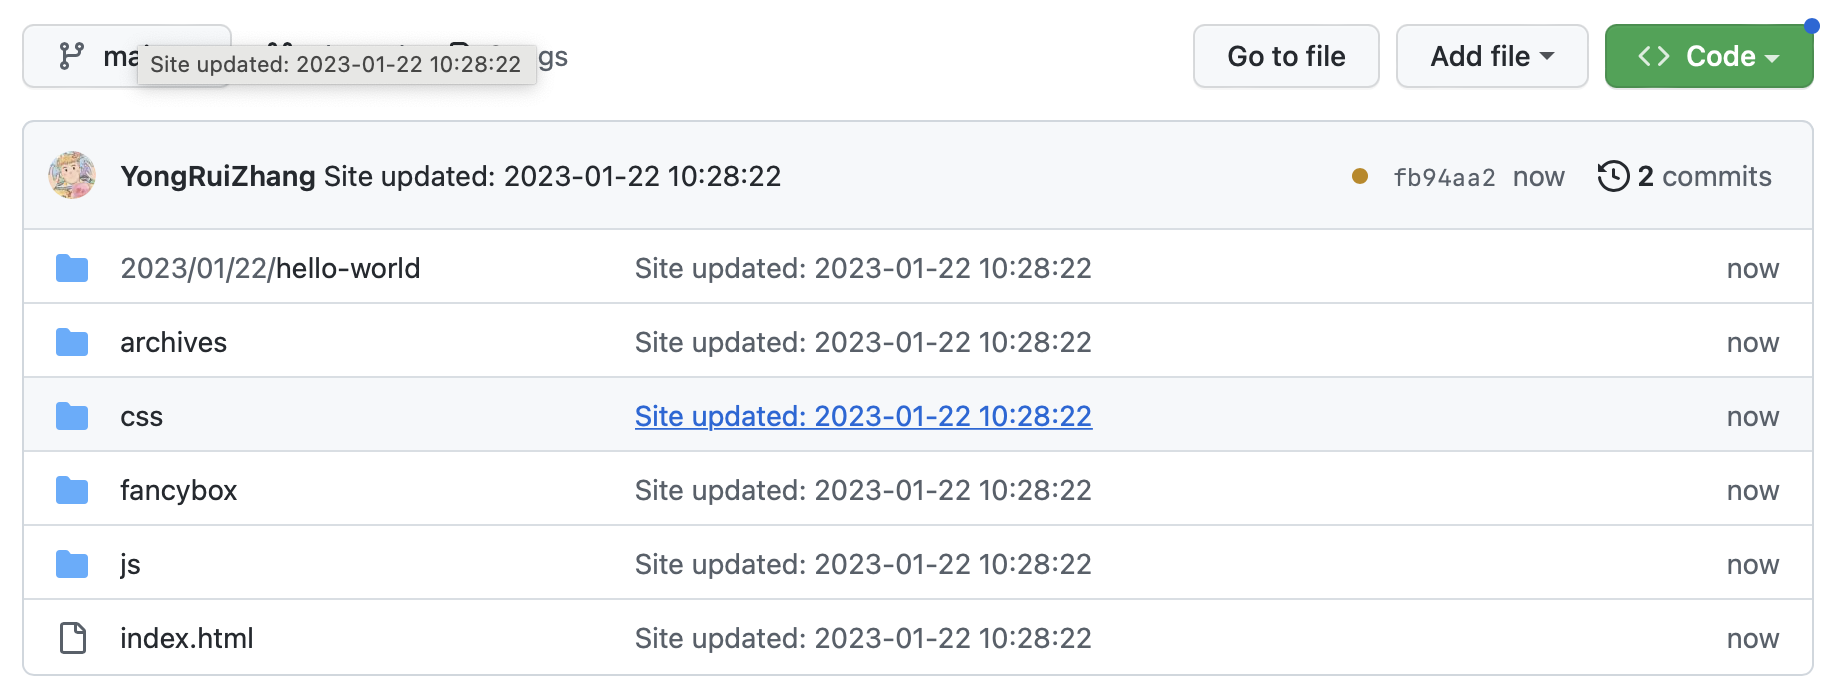 Site updated: 2023-01-22 10:28:22
Go to file
Add file
Code
YongRuiZhang Site updated: 2023-01-22 10:28:22
fb94aa2 now 2 commits
2023/01/22/hello-world Site updated: 2023-01-22 10:28:22 now
archives Site updated: 2023-01-22 10:28:22 now
css Site updated: 2023-01-22 10:28:22 now
fancybox Site updated: 2023-01-22 10:28:22 now
js Site updated: 2023-01-22 10:28:22 now
index.html Site updated: 2023-01-22 10:28:22 now